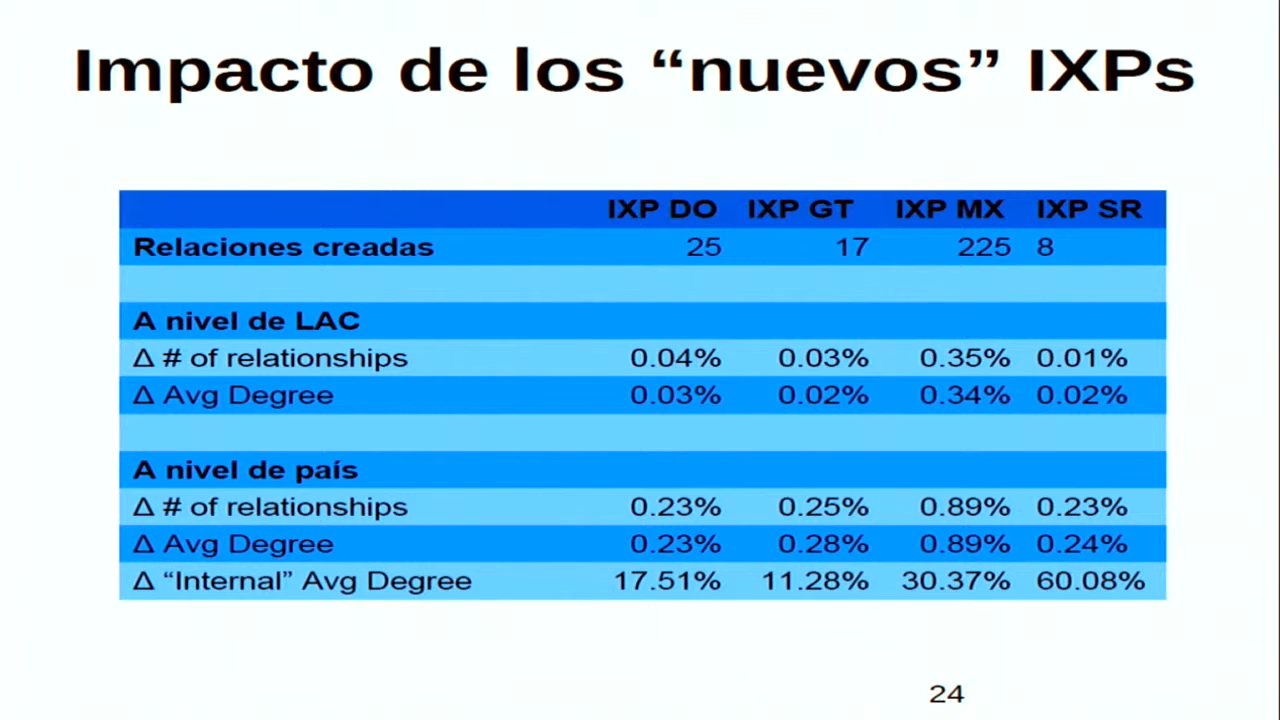 Impacto de los “nuevos” IXPs
IXP DO IXP GT IXP MX IXP SR
Relaciones creadas 25 17 225 8
A nivel de LAC
Δ # of relationships 0.04% 0.03% 0.35% 0.01%
Δ Avg Degree 0.03% 0.02% 0.34% 0.02%
A nivel de país
Δ # of relationships 0.23% 0.25% 0.89% 0.23%
Δ Avg Degree 0.23% 0.28% 0.89% 0.24%
Δ “Internal” Avg Degree 17.51% 11.28% 30.37% 60.08%
24